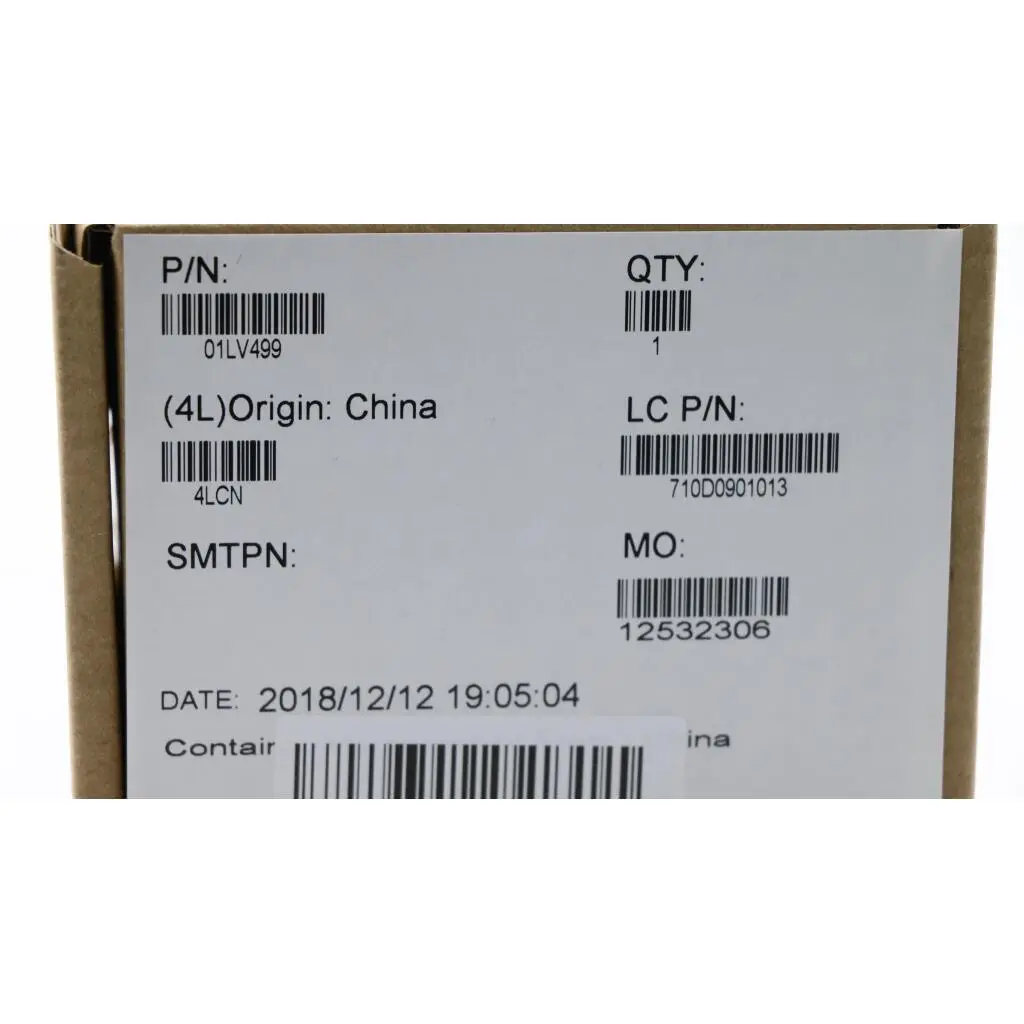 P/N:
QTY:
01LV499
1
(4L)Origin: China
LC P/N:
4LCN
710D0901013
SMTPN:
MO:
12532306
DATE: 2018/12/12 19:05:04